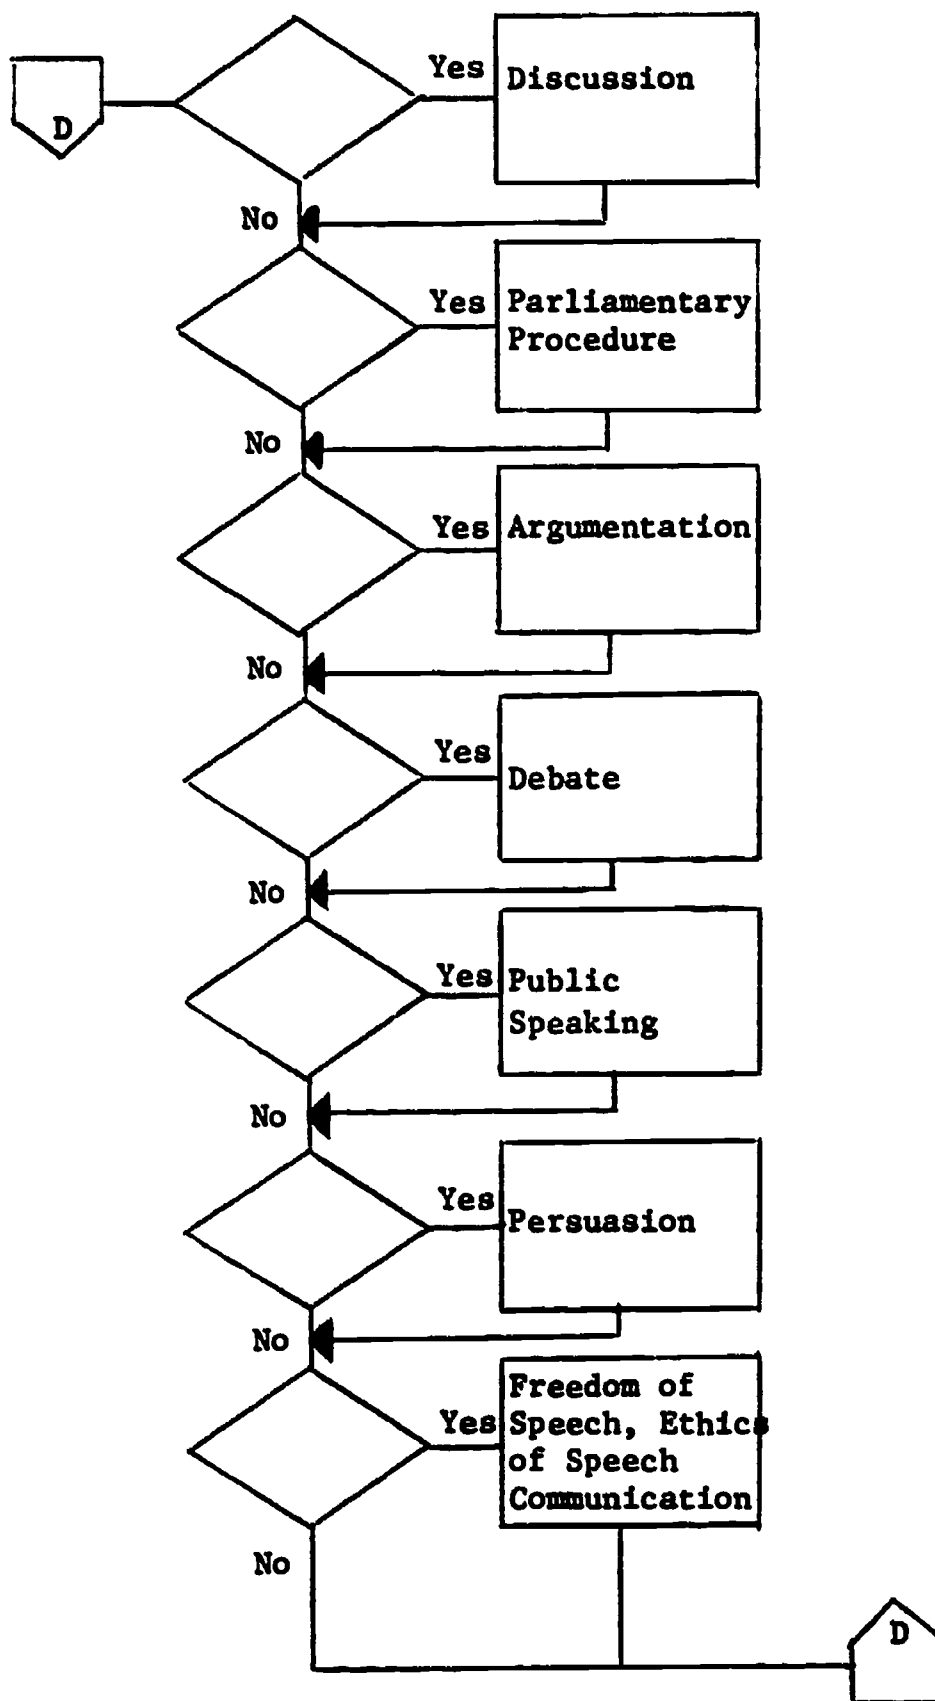 D
Yes
Discussion
No
Yes
Parliamentary
Procedure
No
Yes
Argumentation
No
Yes
Debate
No
Yes
Public
Speaking
No
Yes
Persuasion
No
Yes
Freedom of
Speech, Ethics
of Speech
Communication
No
D